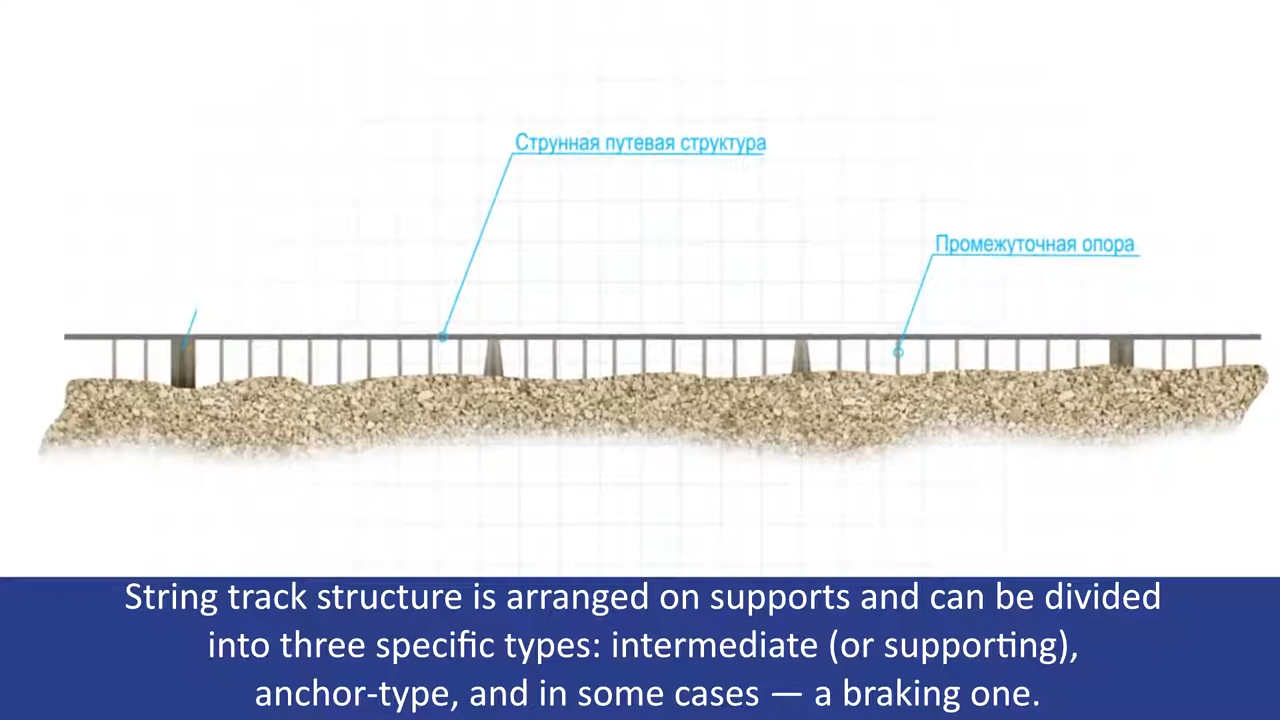 Струнная путевая структура
Промежуточная опора
String track structure is arranged on supports and can be divided
into three specific types: intermediate (or supporting),
anchor-type, and in some cases — a braking one.